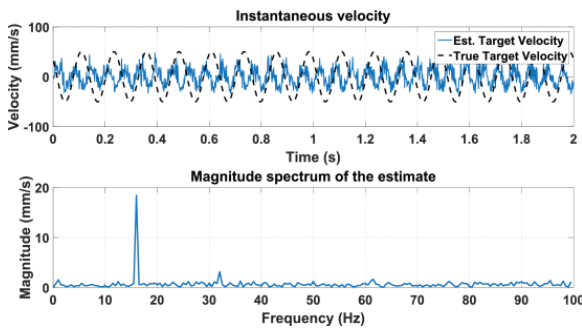 Instantaneous velocity
Velocity (mm/s)
100
0
-100
Est. Target Velocity
True Target Velocity
0 0.2 0.4 0.6 0.8 1 1.2 1.4 1.6 1.8 2
Time (s)
Magnitude spectrum of the estimate
Magnitude (mm/s)
20
10
0
0 10 20 30 40 50 60 70 80 90 100
Frequency (Hz)